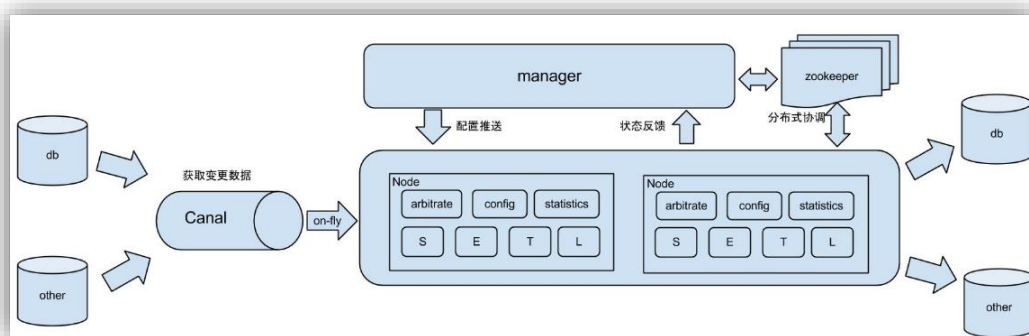 manager
zookeeper
配置推送
状态反馈
分布式协调
db
db
获取变更数据
Canal
on-fly
Node
arbitrate
config
statistics
S
E
T
L
Node
arbitrate
config
statistics
S
E
T
L
other
other